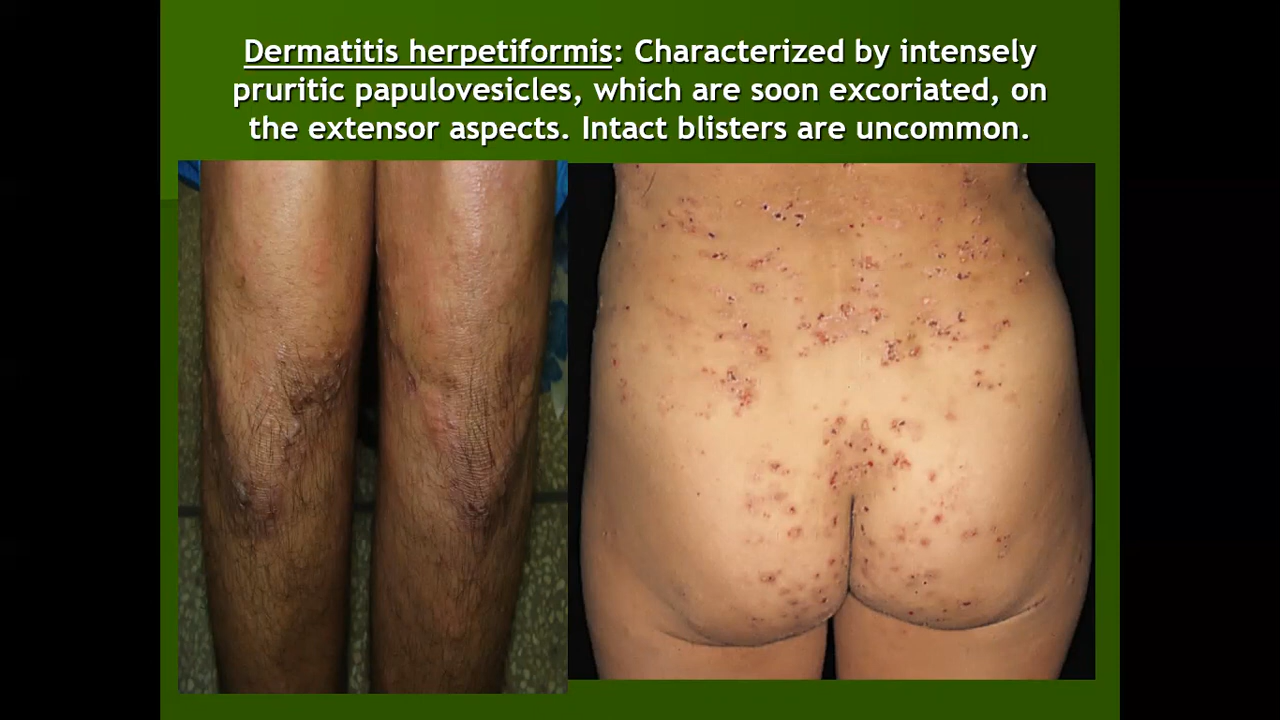 Dermatitis herpetiformis: Characterized by intensely
pruritic papulovesicles, which are soon excoriated, on
the extensor aspects. Intact blisters are uncommon.